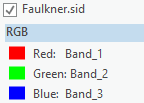 Faulkner.sid
RGB
Red: Band_1
Green: Band_2
Blue: Band_3